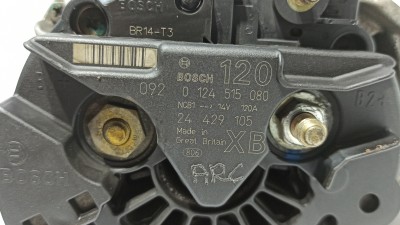 BOSCH
BR14-T3
BOSCH 120
092 0 124 515 080
NCB1 14V 120A
24 429 105
Made in
Great Britain XB
ARC
B2+
BOSCH